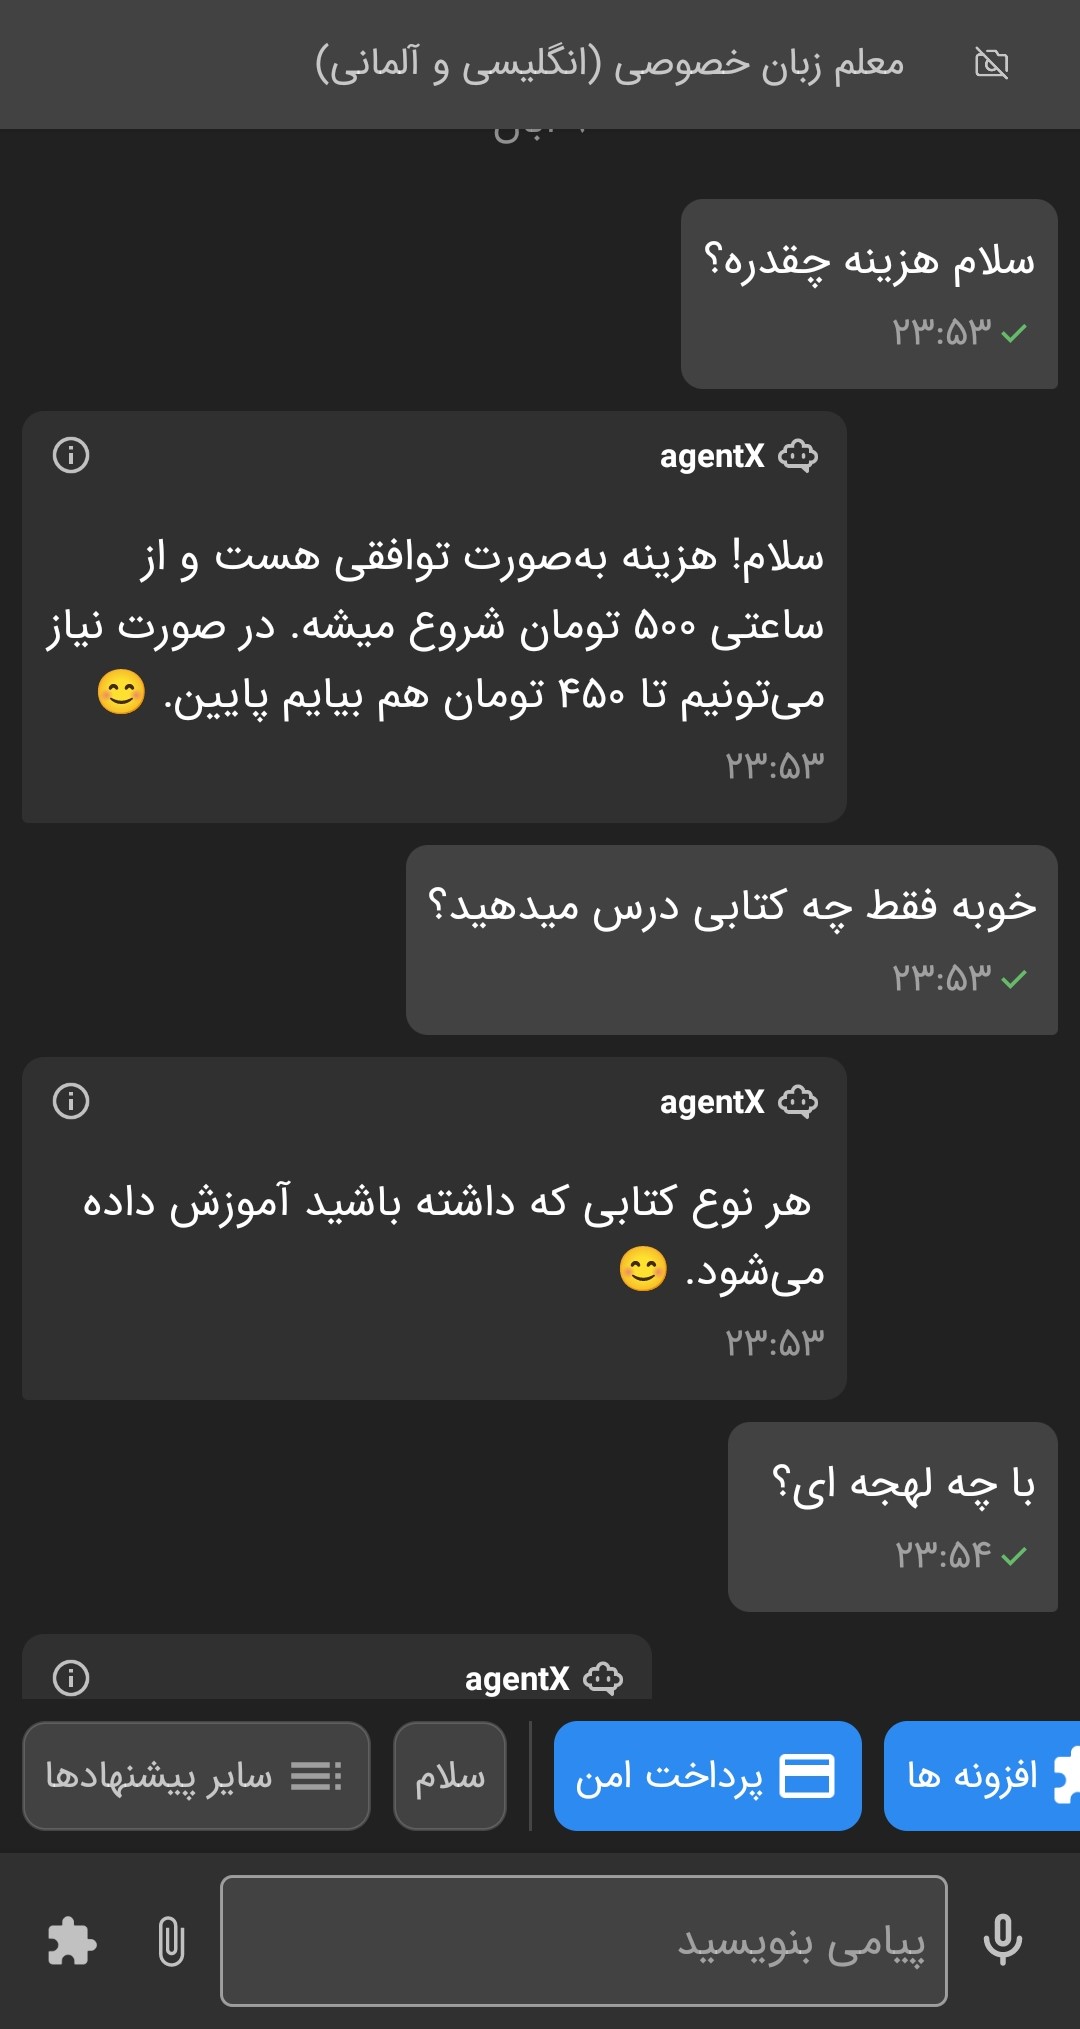 معلم زبان خصوصی (انگلیسی و آلمانی)
سلام هزینه چقدره؟
۲۳:۵۳
agentX
سلام! هزینه به‌صورت توافقی هست و از
ساعتی ۵۰۰ تومان شروع میشه. در صورت نیاز
می‌تونیم تا ۴۵۰ تومان هم بیایم پایین. 😊
۲۳:۵۳
خوبه فقط چه کتابی درس میدهید؟
۲۳:۵۳
agentX
هر نوع کتابی که داشته باشید آموزش داده
می‌شود. 😊
۲۳:۵۳
با چه لهجه ای؟
۲۳:۵۴
agentX
افزونه ها
پرداخت امن
سلام
سایر پیشنهادها
پیامی بنویسید